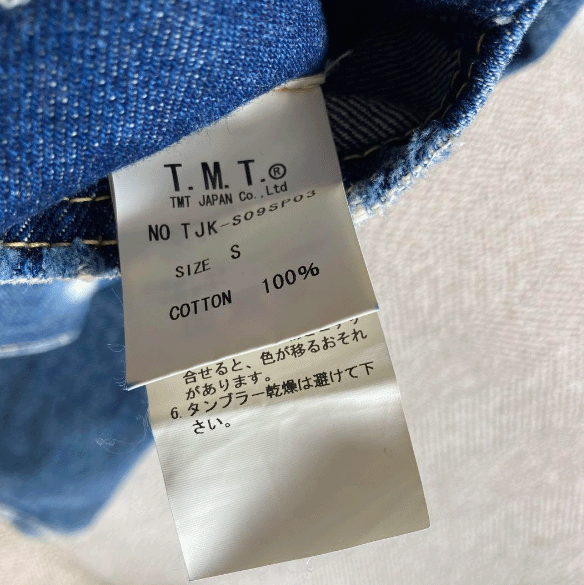 T.M.T.®
TMT JAPAN Co.,Ltd
NO TJK-S09SP03
SIZE S
COTTON 100%
合せると、色が移るおそれ
があります。
6.タンブラー乾燥は避けて下
さい。